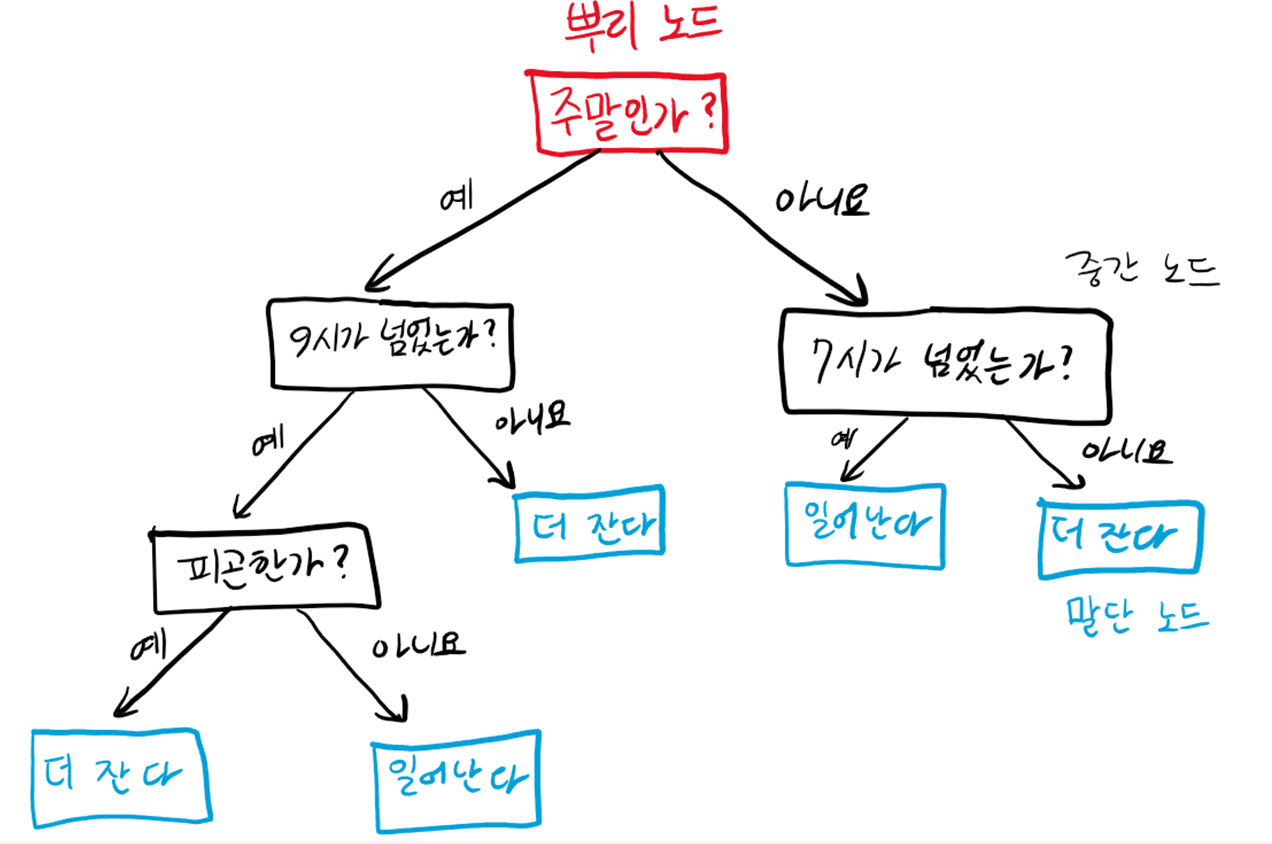 뿌리 노드
주말인가?
예
아니요
중간 노드
9시가 넘었는가?
7시가 넘었는가?
예
아니요
예
아니요
더 잔다
일어난다
더 잔다
피곤한가?
말단 노드
예
아니요
더 잔다
일어난다